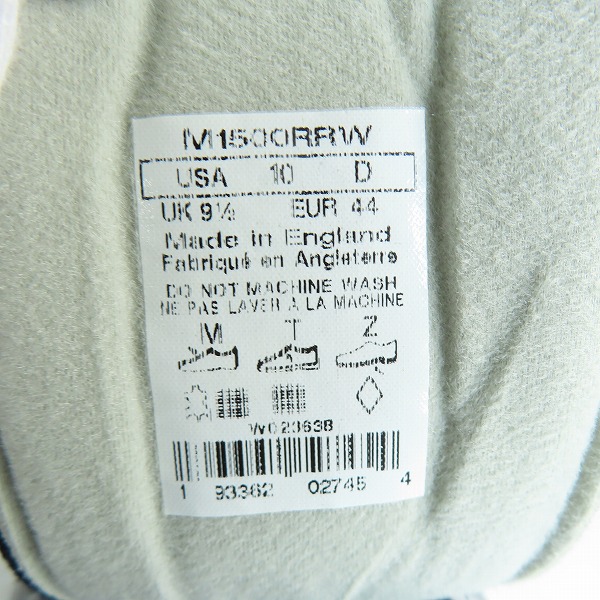 M1500RRW
USA 10 D
UK 9½ EUR 44
Made in England
Fabriqué en Angleterre
DO NOT MACHINE WASH
NE PAS LAVER A LA MACHINE
M T Z
W023638
1 93362 02745 4